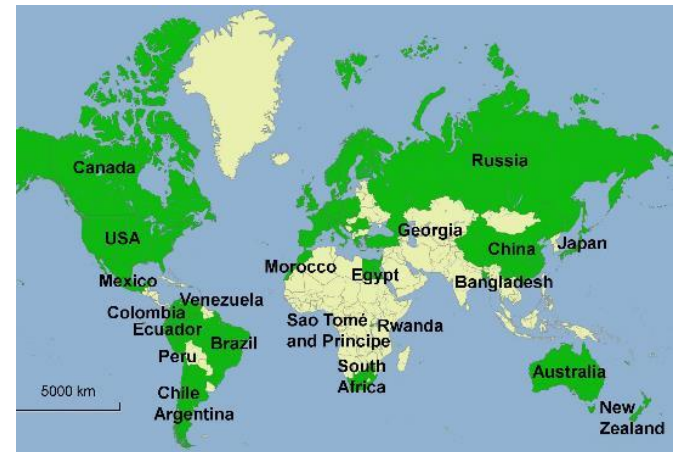 Canada
Russia
USA
Georgia
China
Japan
Morocco
Egypt
Mexico
Bangladesh
Venezuela
Colombia
Sao Tomé
and Principe
Rwanda
Ecuador
Brazil
Peru
South
Africa
Australia
5000 km
Chile
Argentina
New
Zealand